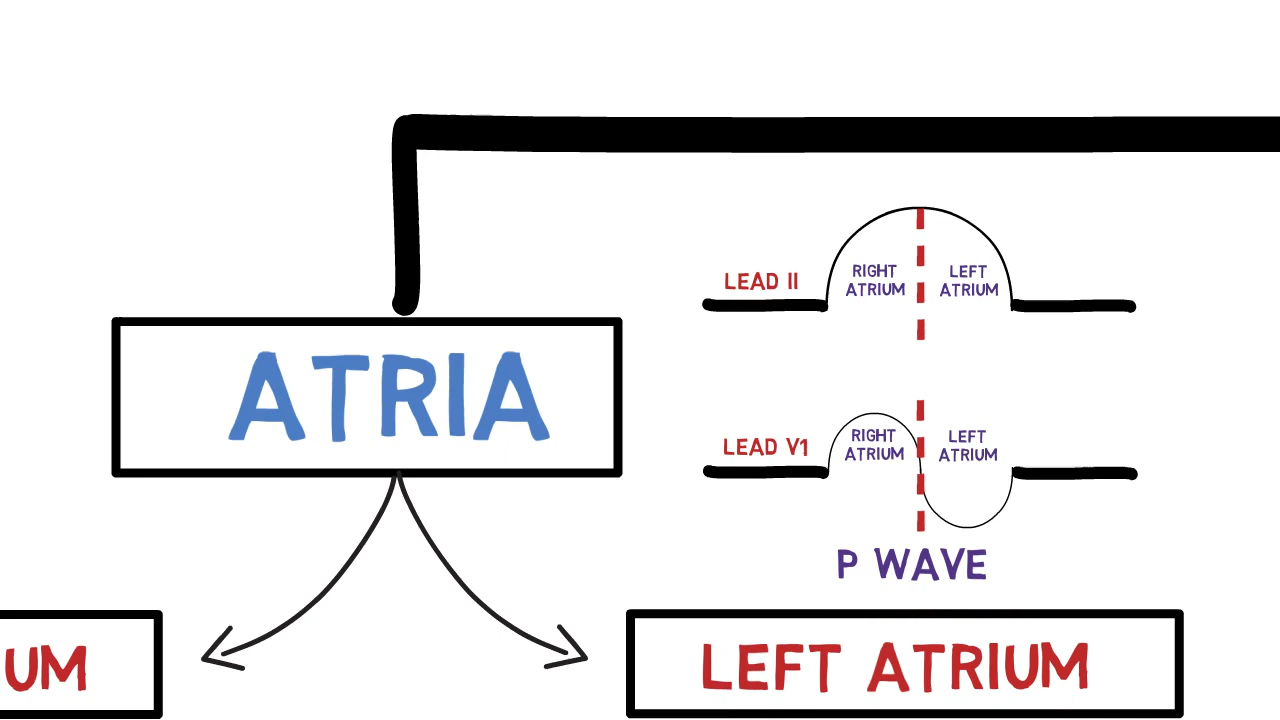 LEAD II
RIGHT
ATRIUM
LEFT
ATRIUM
ATRIA
LEAD V1
RIGHT
ATRIUM
LEFT
ATRIUM
P WAVE
UM
LEFT ATRIUM